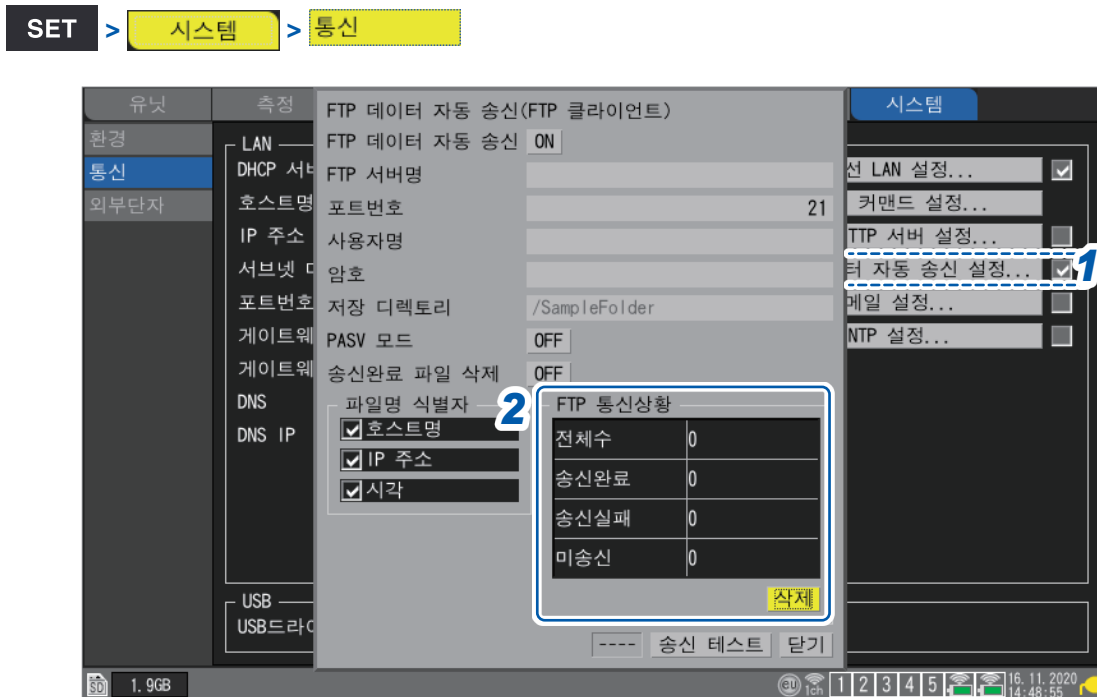 SET > 시스템 > 통신
유닛
측정
시스템
환경
통신
외부단자
LAN
DHCP 서버
호스트명
IP 주소
서브넷
포트번호
게이트웨
게이트웨
DNS
DNS IP
FTP 데이터 자동 송신(FTP 클라이언트)
FTP 데이터 자동 송신 ON
FTP 서버명
포트번호 21
사용자명
암호
저장 디렉토리 /SampleFolder
PASV 모드 OFF
송신완료 파일 삭제 OFF
파일명 식별자
호스트명
IP 주소
시각
2
FTP 통신상황
전체수 0
송신완료 0
송신실패 0
미송신 0
삭제
---- 송신 테스트 닫기
선 LAN 설정...
커맨드 설정...
TTP 서버 설정...
터 자동 송신 설정...
1
메일 설정...
NTP 설정...
USB
USB드라이
SD 1.9GB
EU 1ch 1 2 3 4 5
16.11.2020
14:48:55